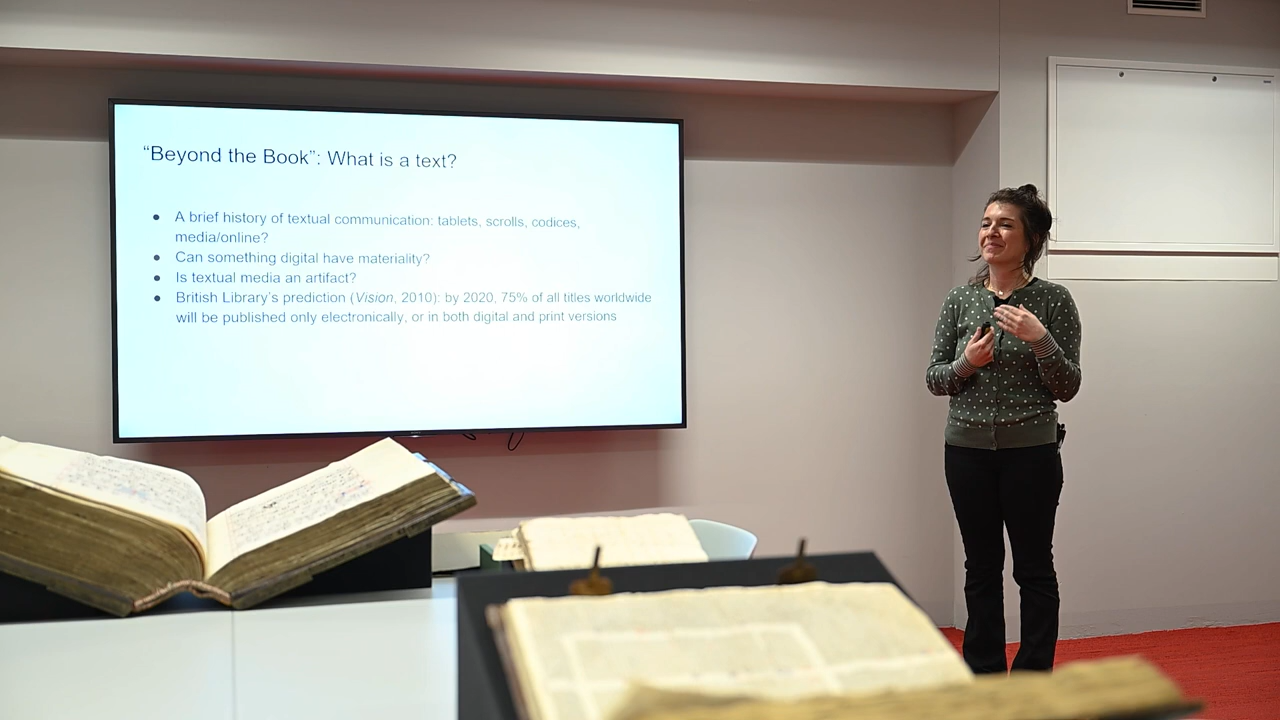 “Beyond the Book”: What is a text?
● A brief history of textual communication: tablets, scrolls, codices,
media/online?
● Can something digital have materiality?
● Is textual media an artifact?
● British Library’s prediction (Vision, 2010): by 2020, 75% of all titles worldwide
will be published only electronically, or in both digital and print versions